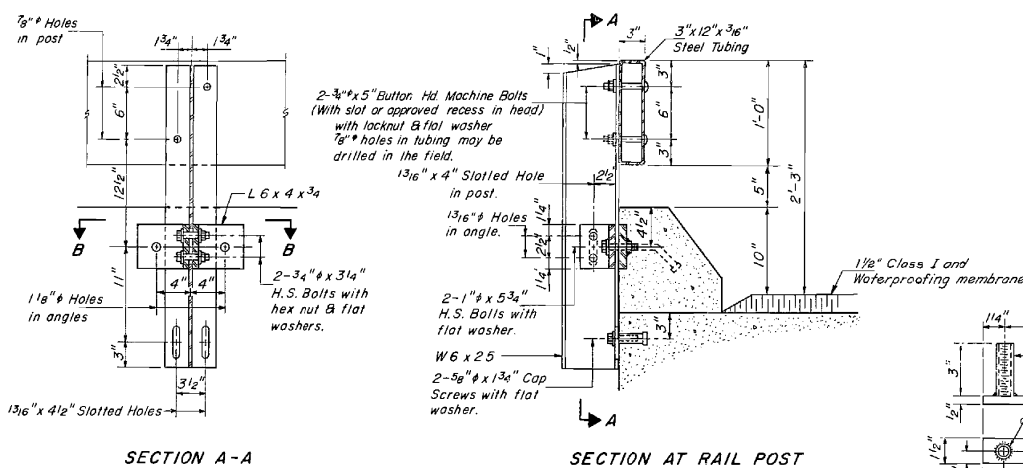 7/8" ϕ Holes
in post
1 3/4"
1 3/4"
2 1/2"
6"
12 1/2"
L 6 x 4 x 3/4
B
B
4"
4"
11"
1 1/8" ϕ Holes
in angles
2-3/4" ϕ x 3 1/4"
H.S. Bolts with
hex nut & flat
washers.
3"
3 1/2"
13/16" x 4 1/2" Slotted Holes
SECTION A-A
A
1"
1/2"
3"
3" x 12" x 3/16"
Steel Tubing
2-3/4" ϕ x 5" Button Hd. Machine Bolts
(With slot or approved recess in head)
with locknut & flat washer
7/8" ϕ holes in tubing may be
drilled in the field.
3"
6"
3"
1'-0"
5"
2'-3"
10"
13/16" x 4" Slotted Hole
in post.
2 1/2"
13/16" ϕ Holes
in angle.
1 1/4"
2 1/2"
1 1/4"
4 1/2"
1 1/2" Class I and
Waterproofing membrane
2-1" ϕ x 5 3/4"
H.S. Bolts with
flat washer.
3"
W 6 x 25
2-5/8" ϕ x 1 3/4" Cap
Screws with flat
washer.
A
SECTION AT RAIL POST
1 1/4"
3"
1/2"
1 1/2"